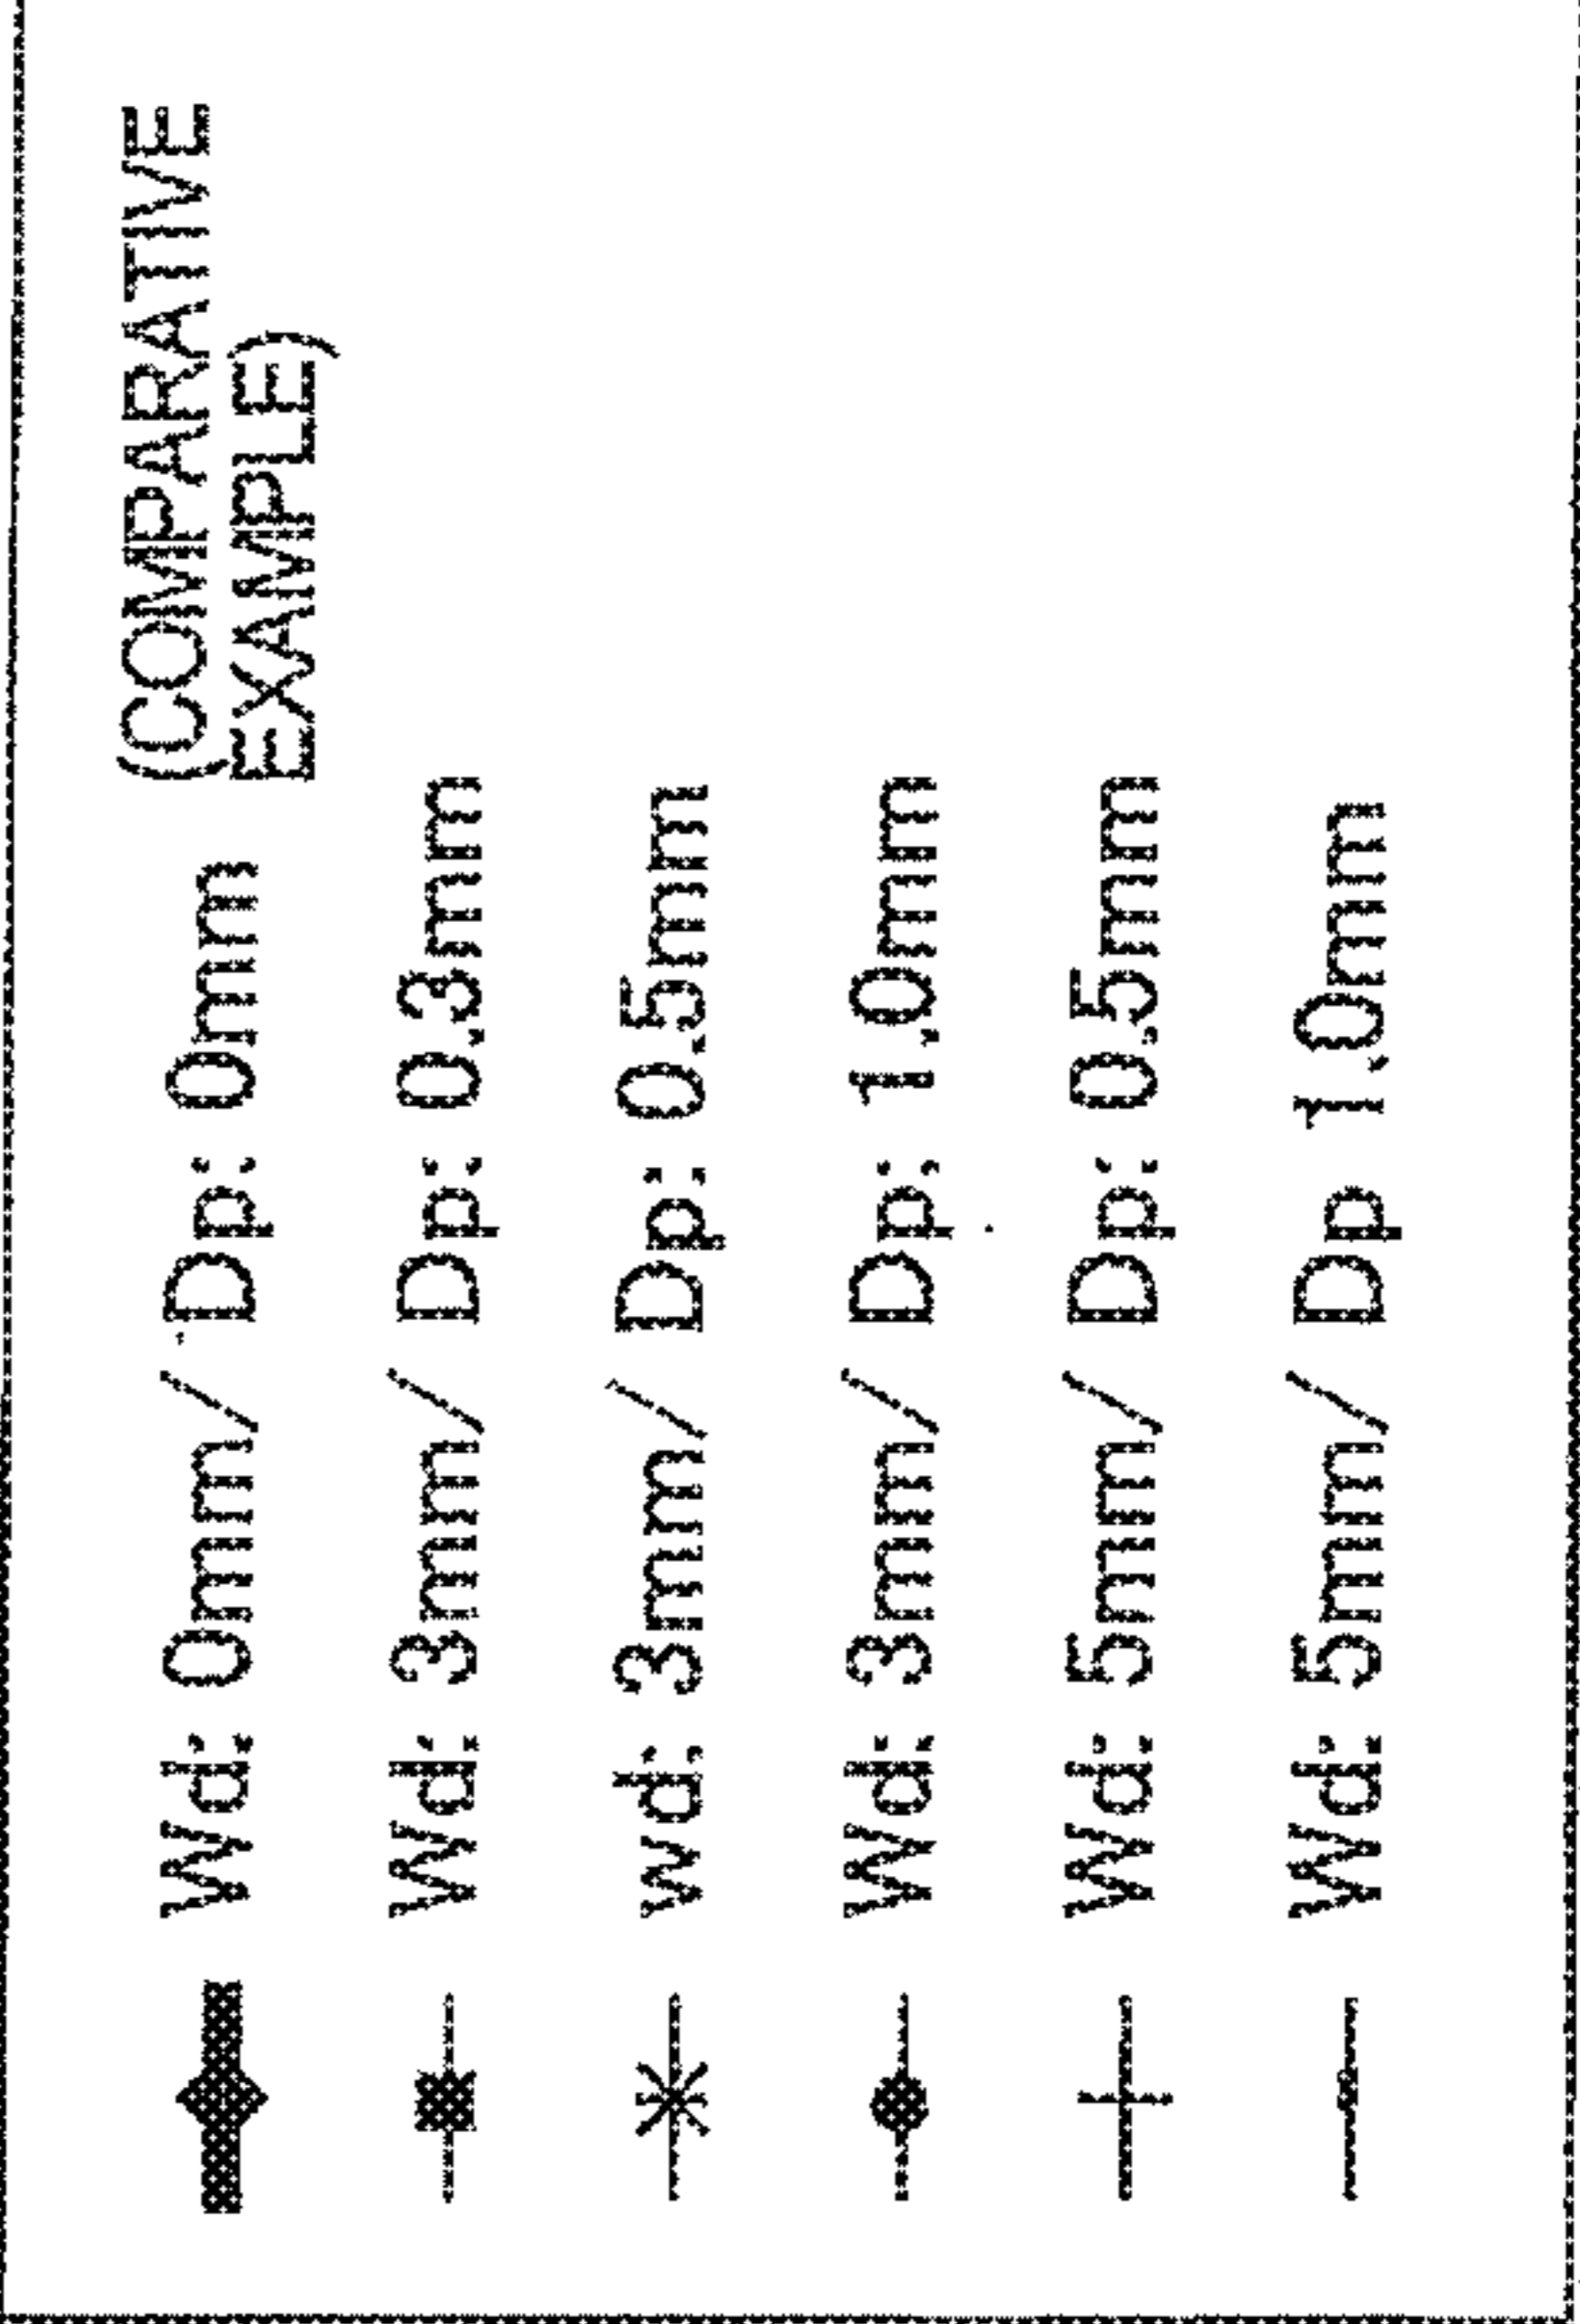 Wd: 0mm/ Dp: 0mm (COMPARATIVE
EXAMPLE)
Wd: 3mm/ Dp: 0.3mm
wd: 3mm/ Dp: 0.5mm
Wd: 3mm/ Dp: 1.0mm
Wd: 5mm/ Dp: 0.5mm
Wd: 5mm/ Dp 1.0mm